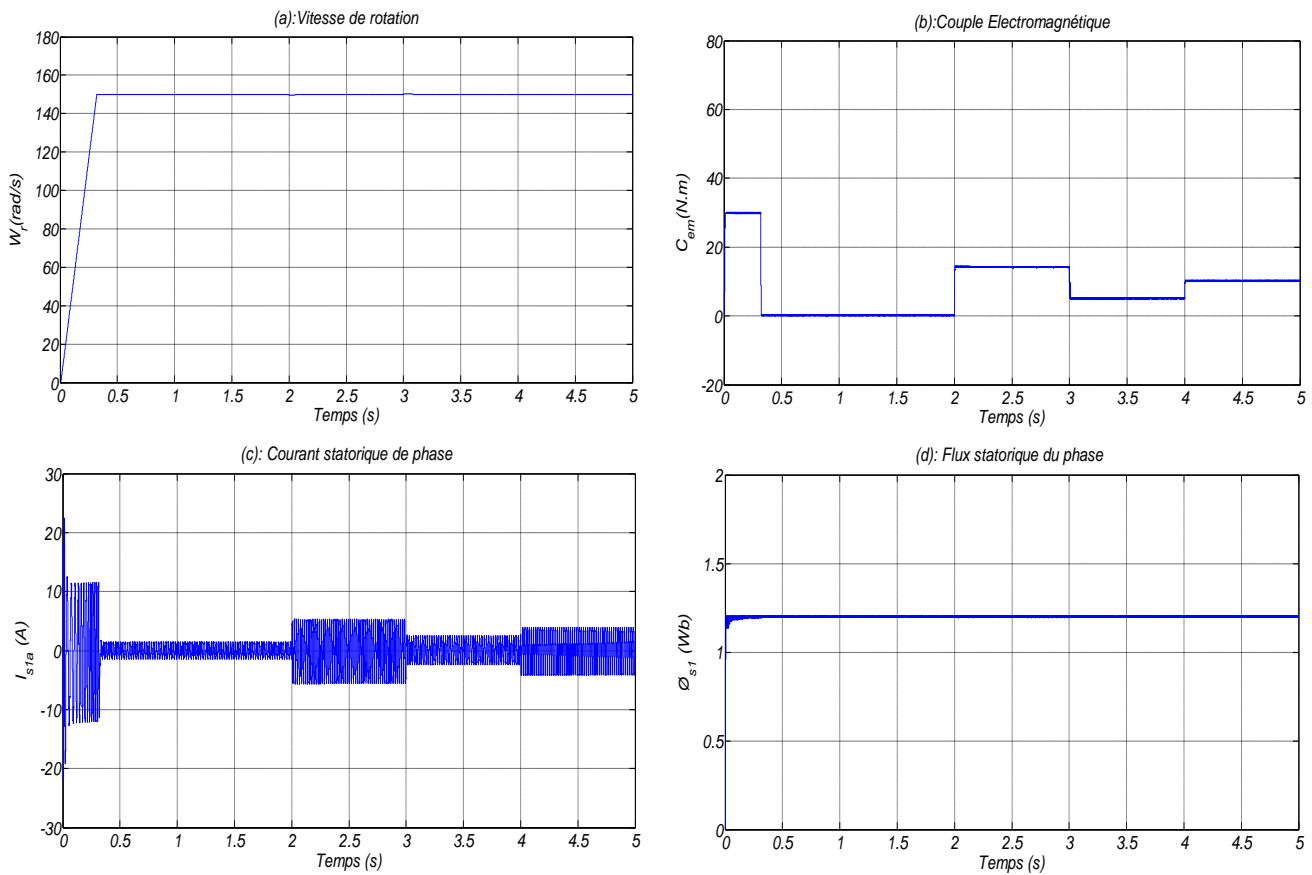 (a):Vitesse de rotation
180
160
140
120
100
80
60
40
20
0
W_r(rad/s)
0 0.5 1 1.5 2 2.5 3 3.5 4 4.5 5
Temps (s)
(b):Couple Electromagnétique
80
60
40
20
0
-20
C_em(N.m)
0 0.5 1 1.5 2 2.5 3 3.5 4 4.5 5
Temps (s)
(c): Courant statorique de phase
30
20
10
0
-10
-20
-30
I_s1a (A)
0 0.5 1 1.5 2 2.5 3 3.5 4 4.5 5
Temps (s)
(d): Flux statorique du phase
2
1.5
1
0.5
0
Ø_s1 (Wb)
0 0.5 1 1.5 2 2.5 3 3.5 4 4.5 5
Temps (s)